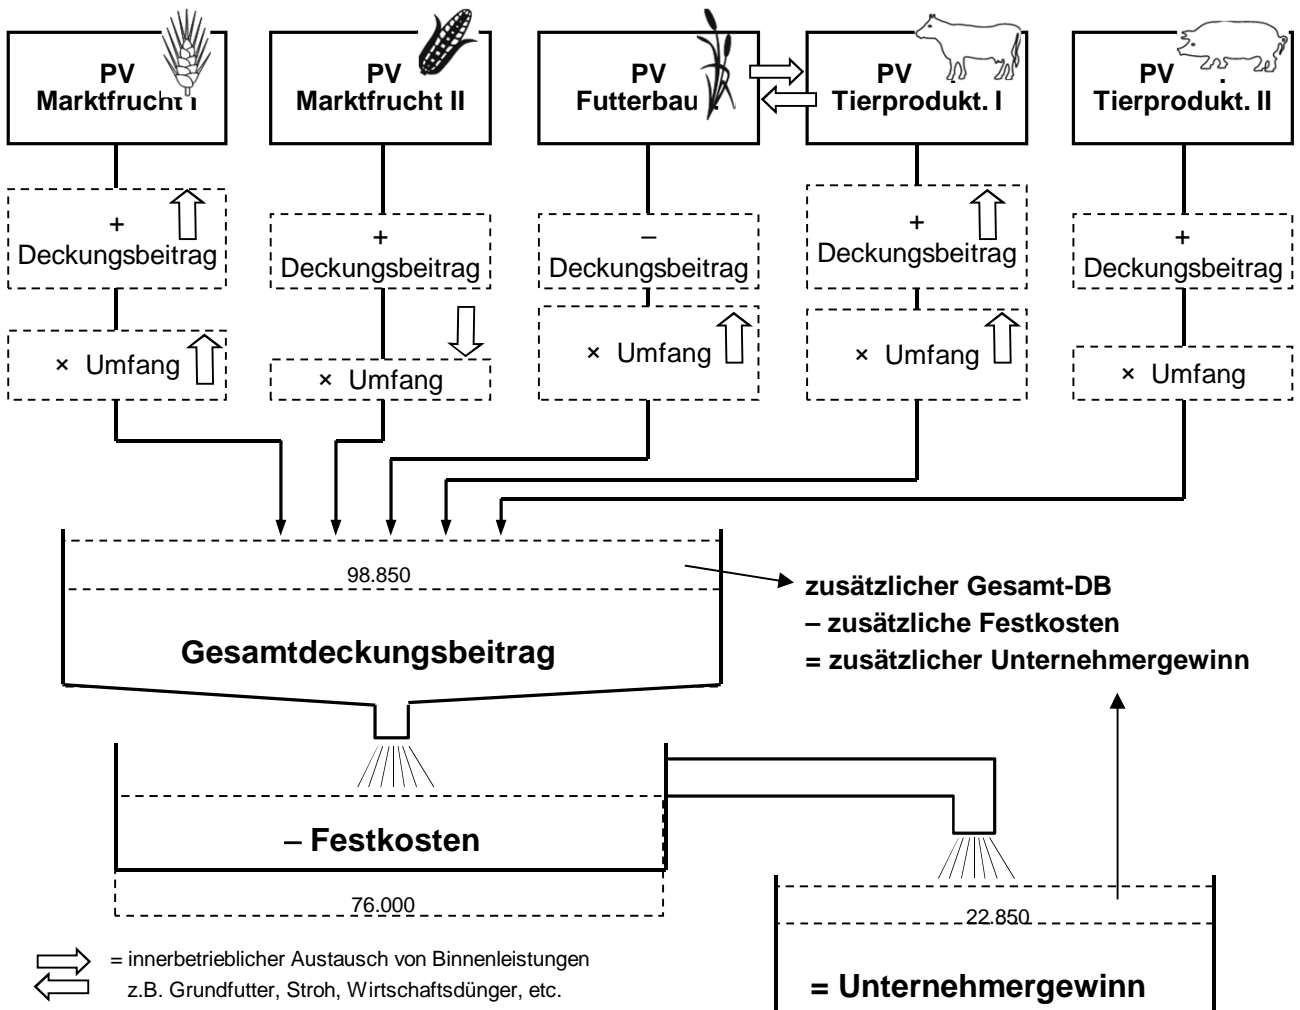 PV
Marktfrucht I
PV
Marktfrucht II
PV
Futterbau
PV
Tierprodukt. I
PV
Tierprodukt. II
+
Deckungsbeitrag
+
Deckungsbeitrag
–
Deckungsbeitrag
+
Deckungsbeitrag
+
Deckungsbeitrag
× Umfang
× Umfang
× Umfang
× Umfang
× Umfang
98.850
Gesamtdeckungsbeitrag
zusätzlicher Gesamt-DB
– zusätzliche Festkosten
= zusätzlicher Unternehmergewinn
– Festkosten
76.000
22.850
= Unternehmergewinn
= innerbetrieblicher Austausch von Binnenleistungen
z.B. Grundfutter, Stroh, Wirtschaftsdünger, etc.